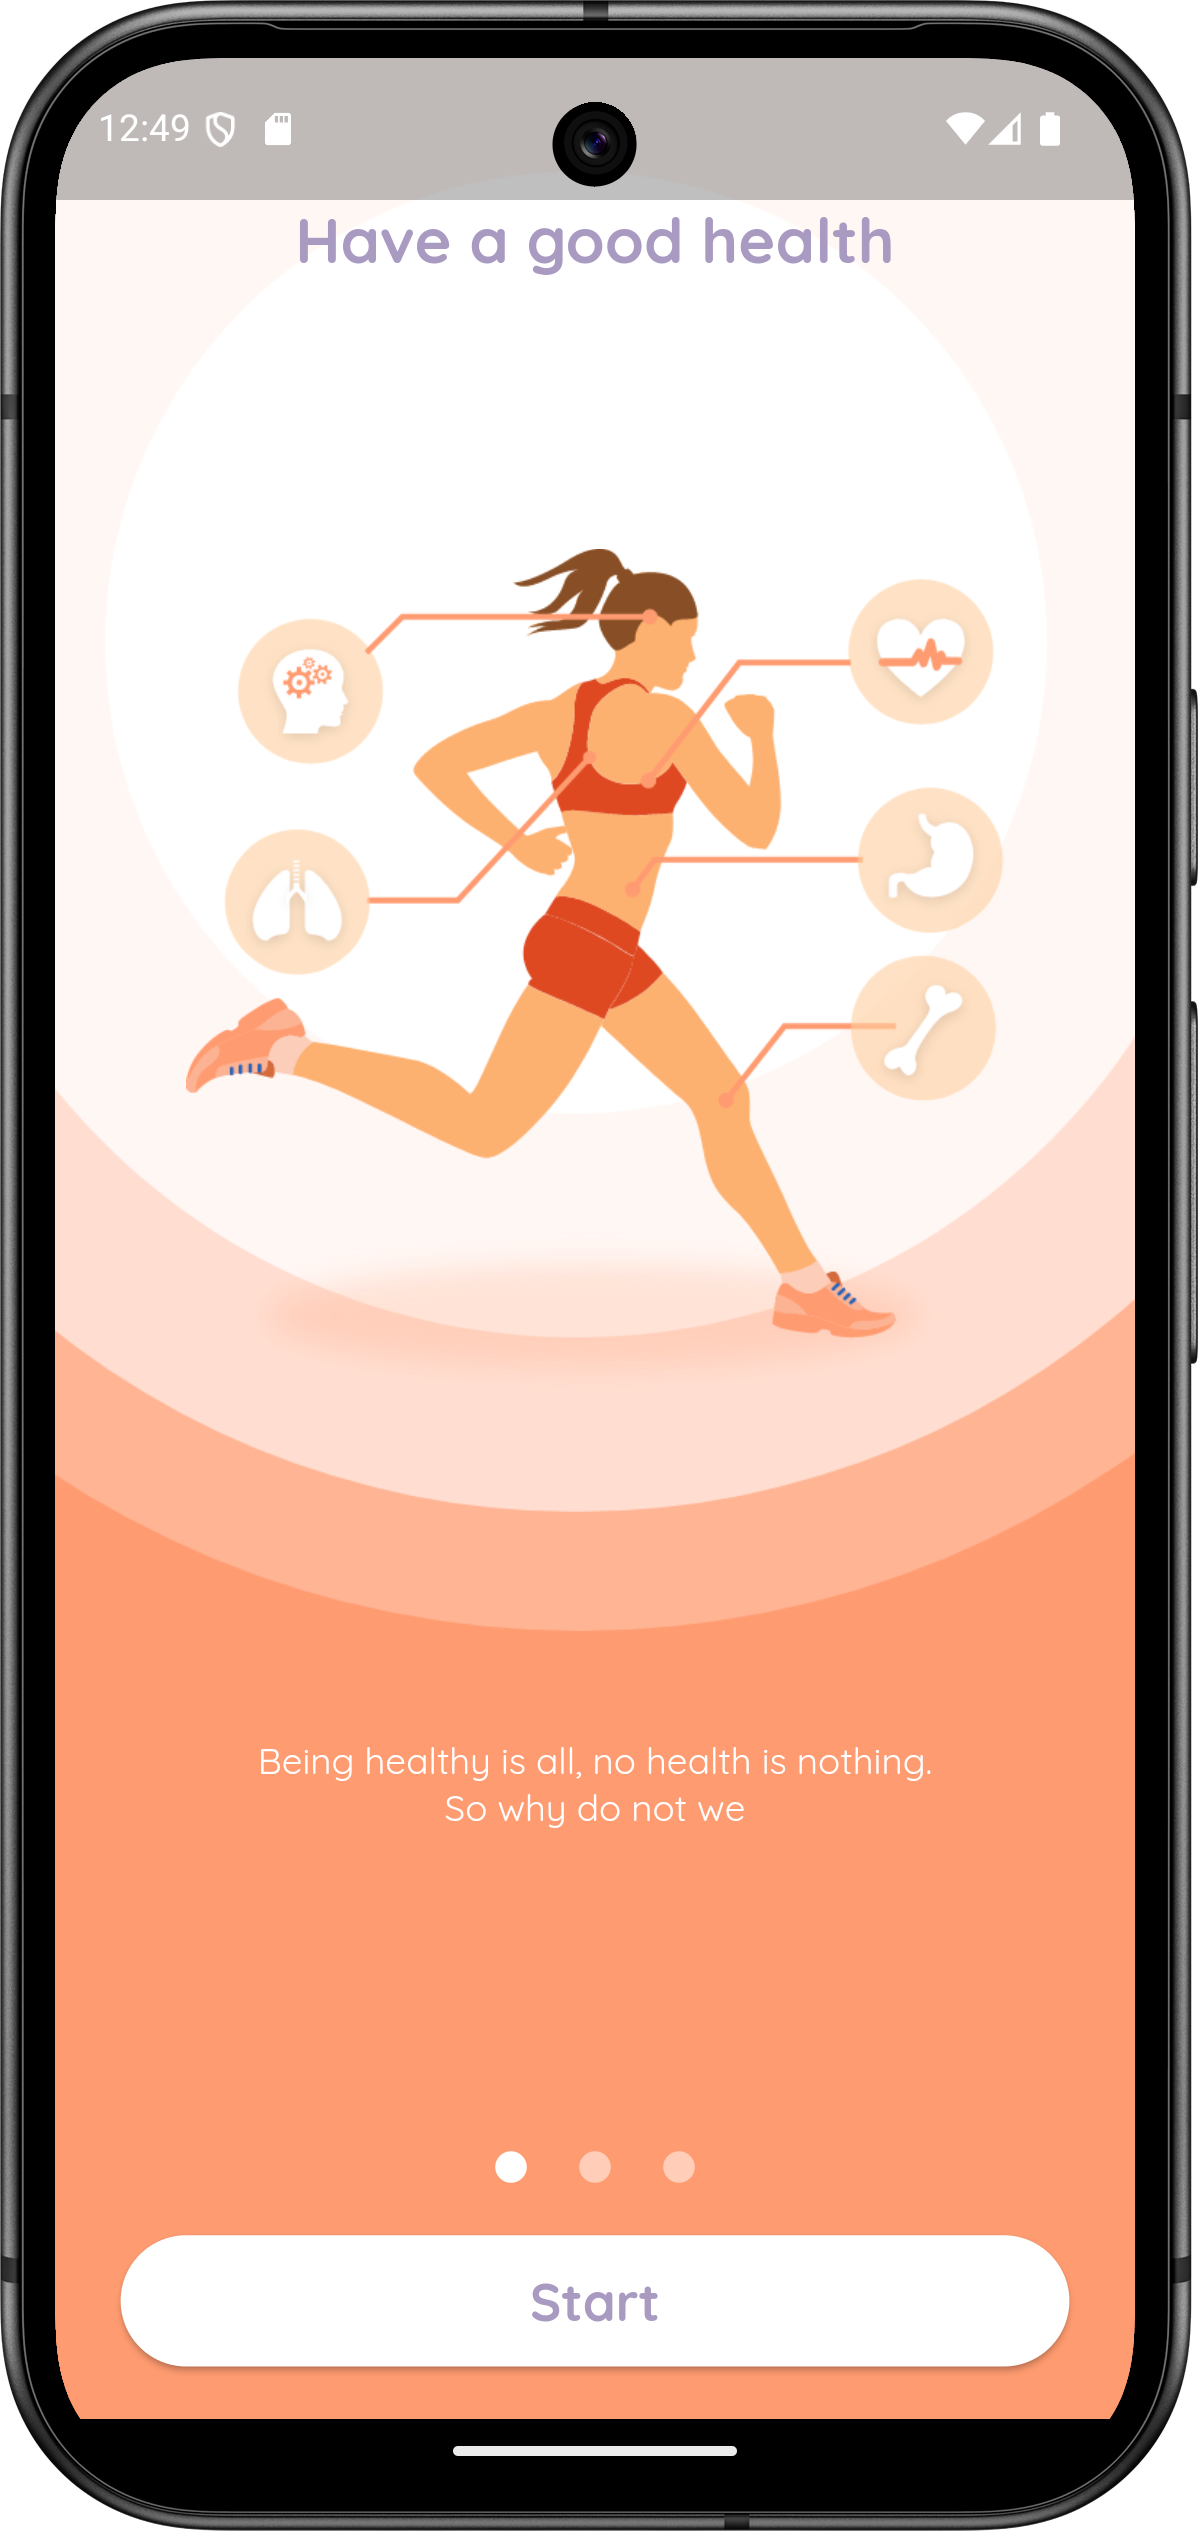 12:49
Have a good health
Being healthy is all, no health is nothing.
So why do not we
Start